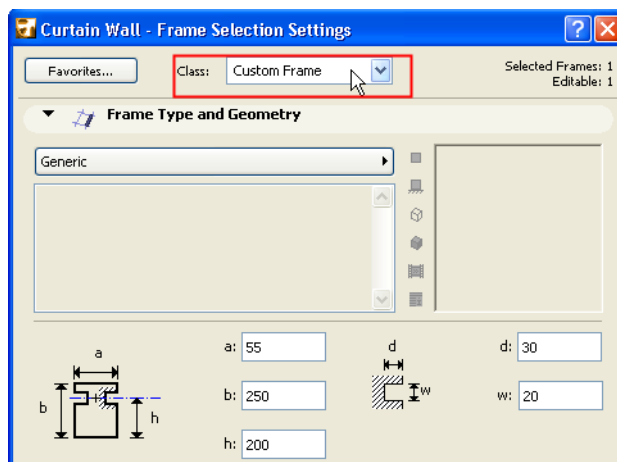 Curtain Wall - Frame Selection Settings
Favorites...
Class: Custom Frame
Selected Frames: 1
Editable: 1
Frame Type and Geometry
Generic
a
b
h
a: 55
b: 250
h: 200
d
w
d: 30
w: 20